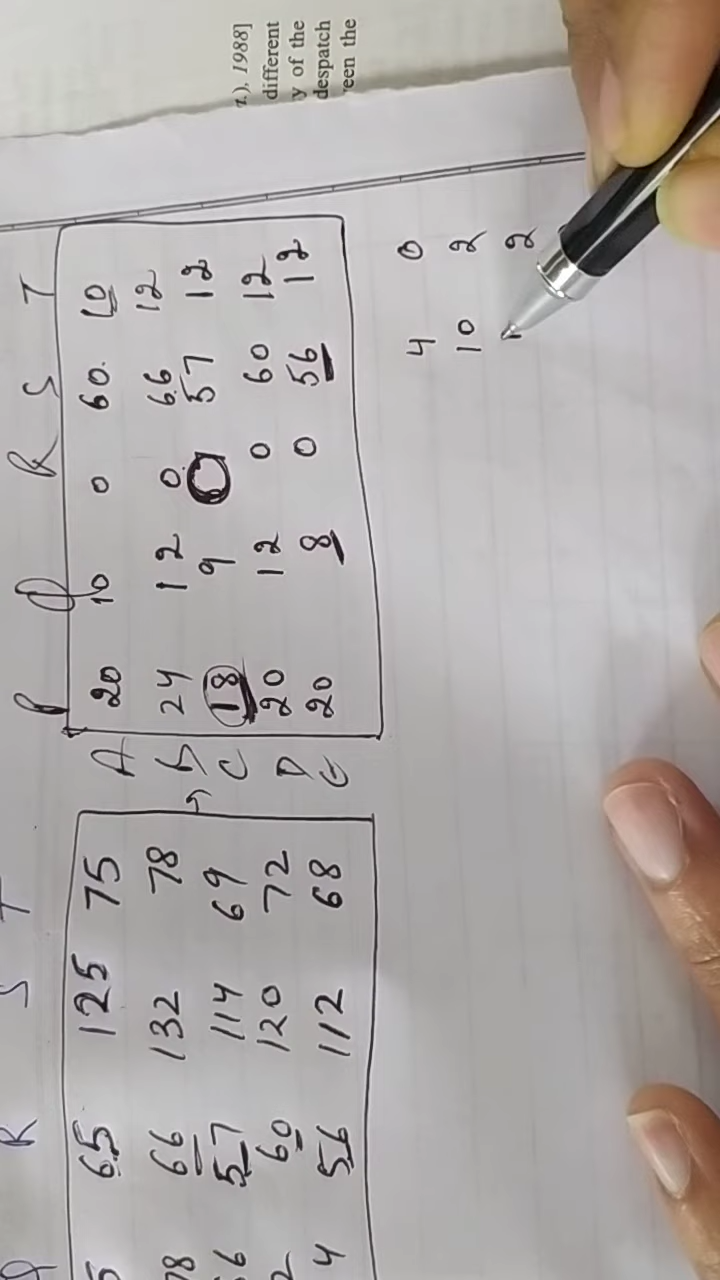 1988]
different
of the
despatch
the
R S T
P Q R S T
65 125 75
A 20 10 0 60. 10
78 66 132 78
B 24 12 0 66 12
57 114 69
C 18 9 0 57 12
60 120 72
D 20 12 0 60 12
56 112 68
E 20 8 0 56 12
4 0
10 2
2